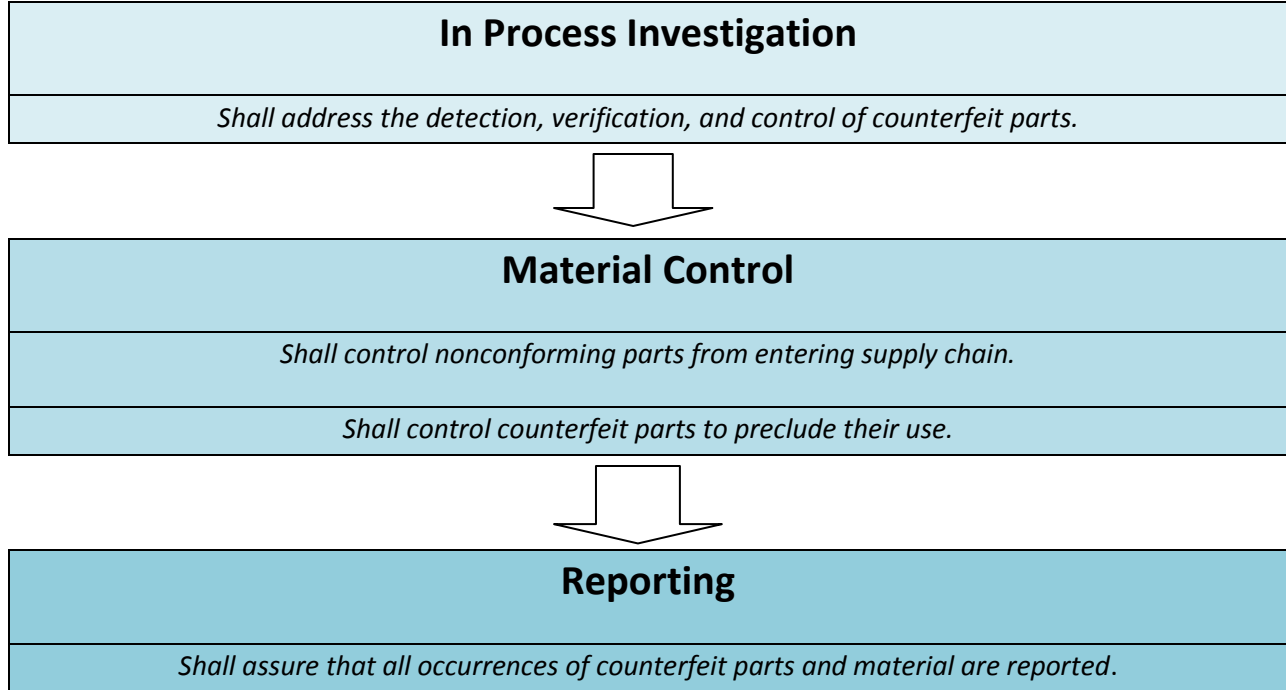 In Process Investigation
Shall address the detection, verification, and control of counterfeit parts.
Material Control
Shall control nonconforming parts from entering supply chain.
Shall control counterfeit parts to preclude their use.
Reporting
Shall assure that all occurrences of counterfeit parts and material are reported.